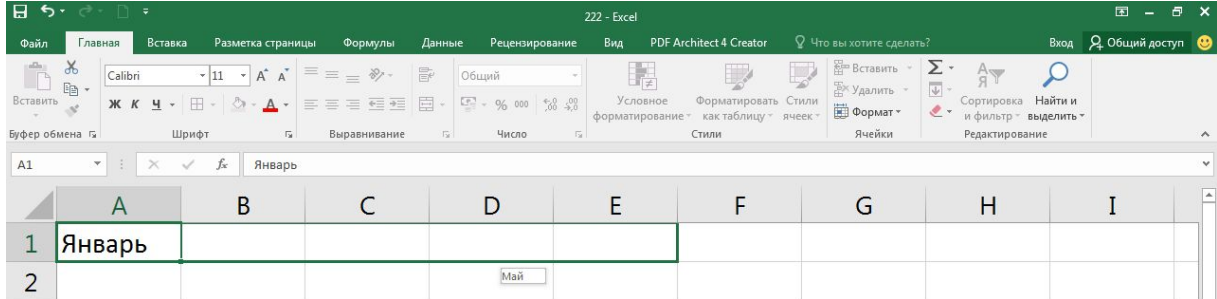 222 - Excel
Файл Главная Вставка Разметка страницы Формулы Данные Рецензирование Вид PDF Architect 4 Creator Что вы хотите сделать? Вход Общий доступ
Calibri 11 A A Общий Вставить
Вставить Ж К Ч A % 000 Условное форматирование Форматировать как таблицу Стили ячеек Удалить Формат Сортировка и фильтр Найти и выделить
Буфер обмена Шрифт Выравнивание Число Стили Ячейки Редактирование
A1 fx Январь
A B C D E F G H I
1 Январь
2 Май